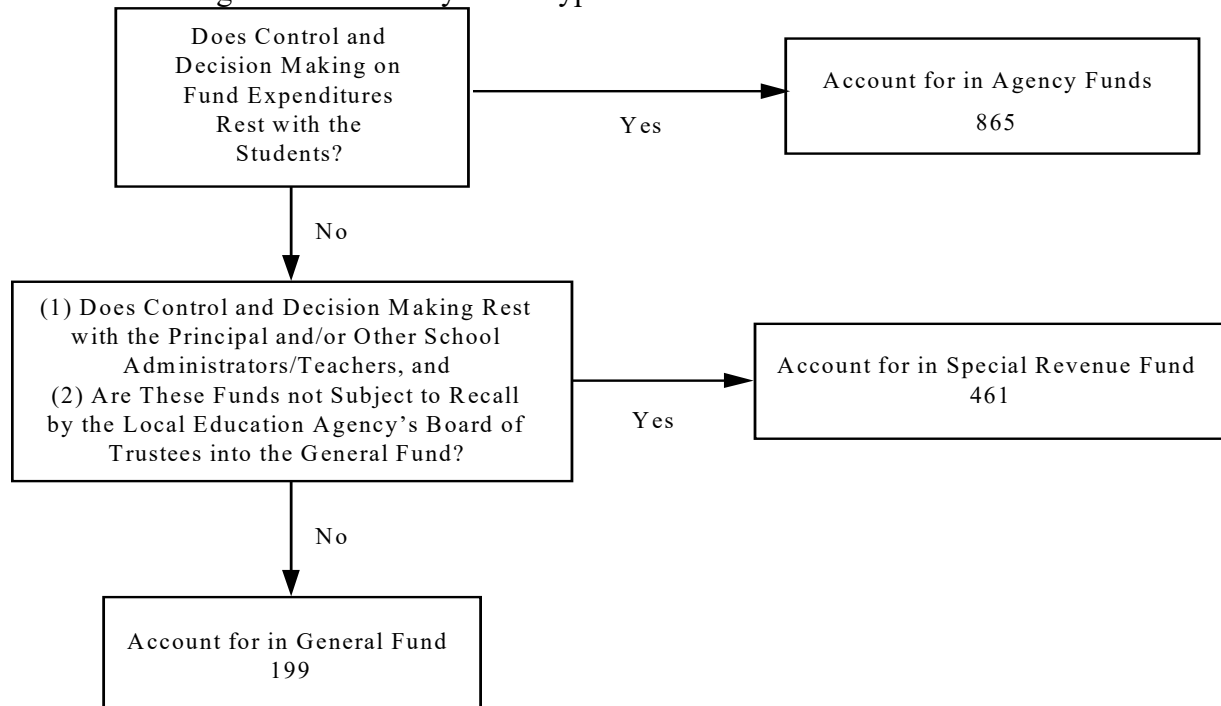 Does Control and
Decision Making on
Fund Expenditures
Rest with the
Students?
Yes
Account for in Agency Funds
865
No
(1) Does Control and Decision Making Rest
with the Principal and/or Other School
Administrators/Teachers, and
(2) Are These Funds not Subject to Recall
by the Local Education Agency’s Board of
Trustees into the General Fund?
Yes
Account for in Special Revenue Fund
461
No
Account for in General Fund
199